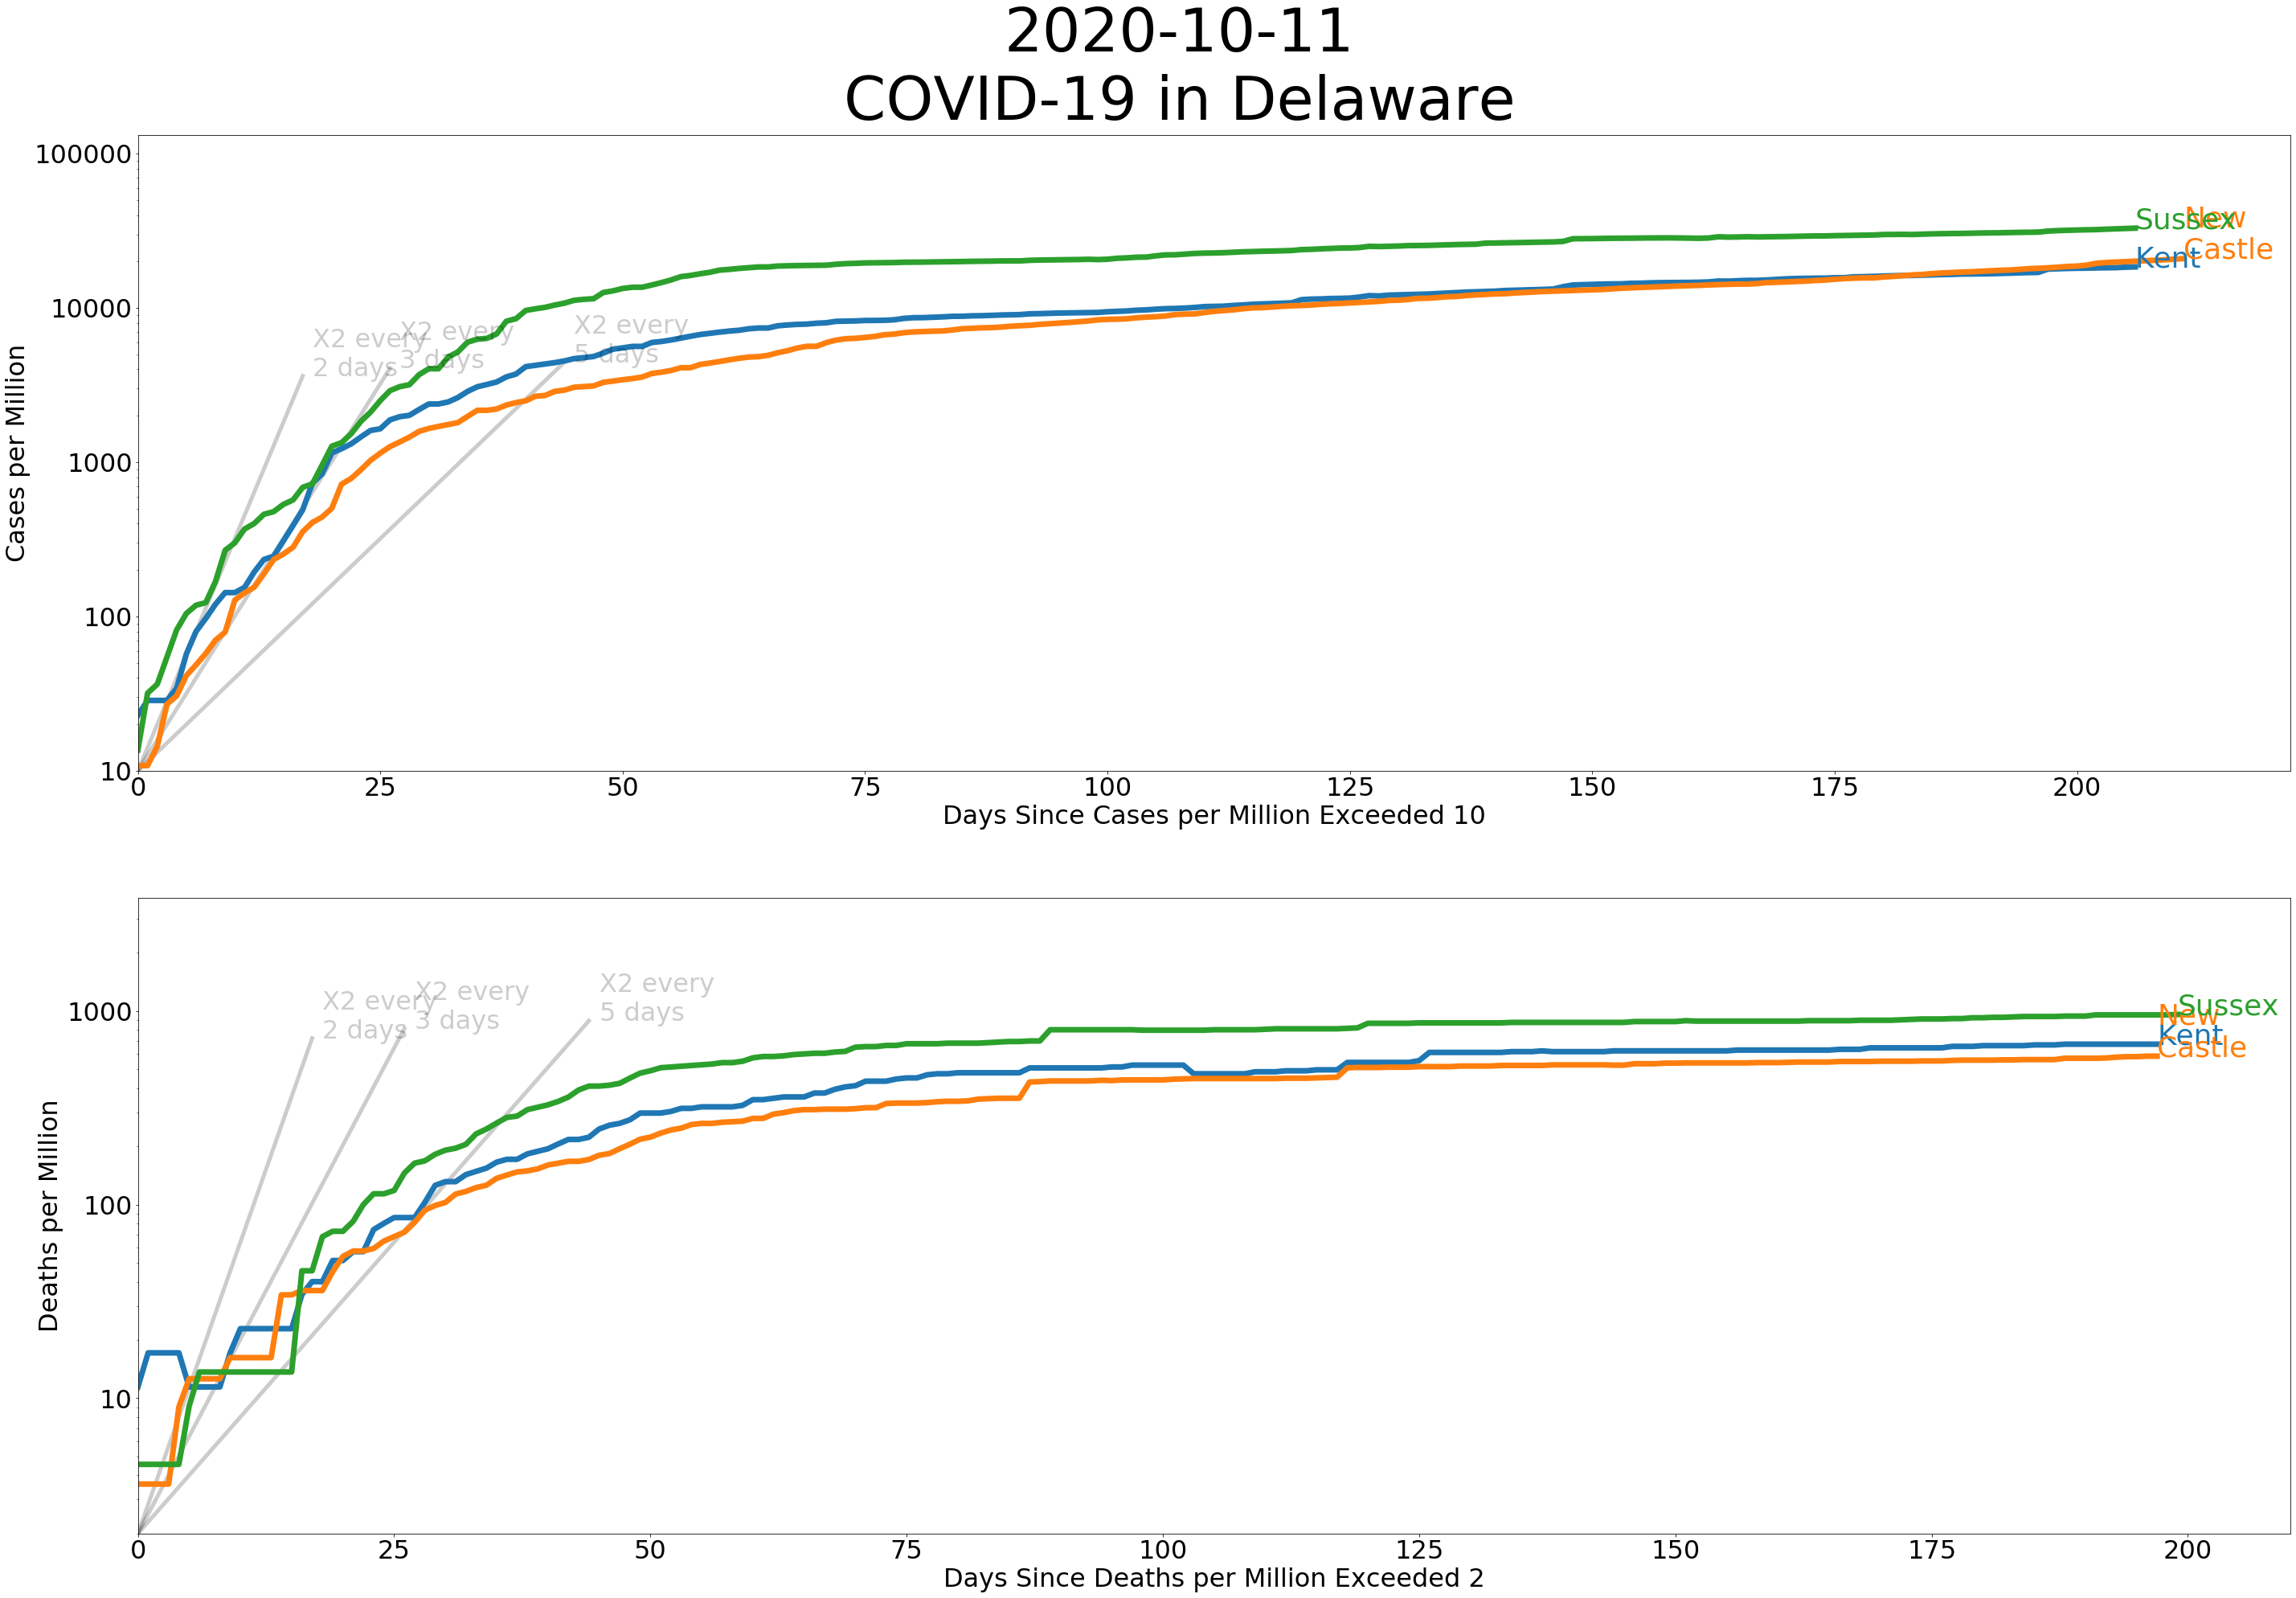 2020-10-11
COVID-19 in Delaware
100000
10000
1000
100
10
Cases per Million
X2 every
2 days
X2 every
3 days
X2 every
5 days
Sussex
New
Castle
Kent
0 25 50 75 100 125 150 175 200
Days Since Cases per Million Exceeded 10
1000
100
10
Deaths per Million
X2 every
2 days
X2 every
3 days
X2 every
5 days
Sussex
New
Castle
Kent
0 25 50 75 100 125 150 175 200
Days Since Deaths per Million Exceeded 2